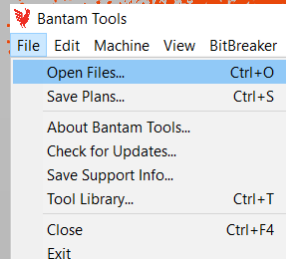 Bantam Tools
File Edit Machine View BitBreaker
Open Files... Ctrl+O
Save Plans... Ctrl+S
About Bantam Tools...
Check for Updates...
Save Support Info...
Tool Library... Ctrl+T
Close Ctrl+F4
Exit